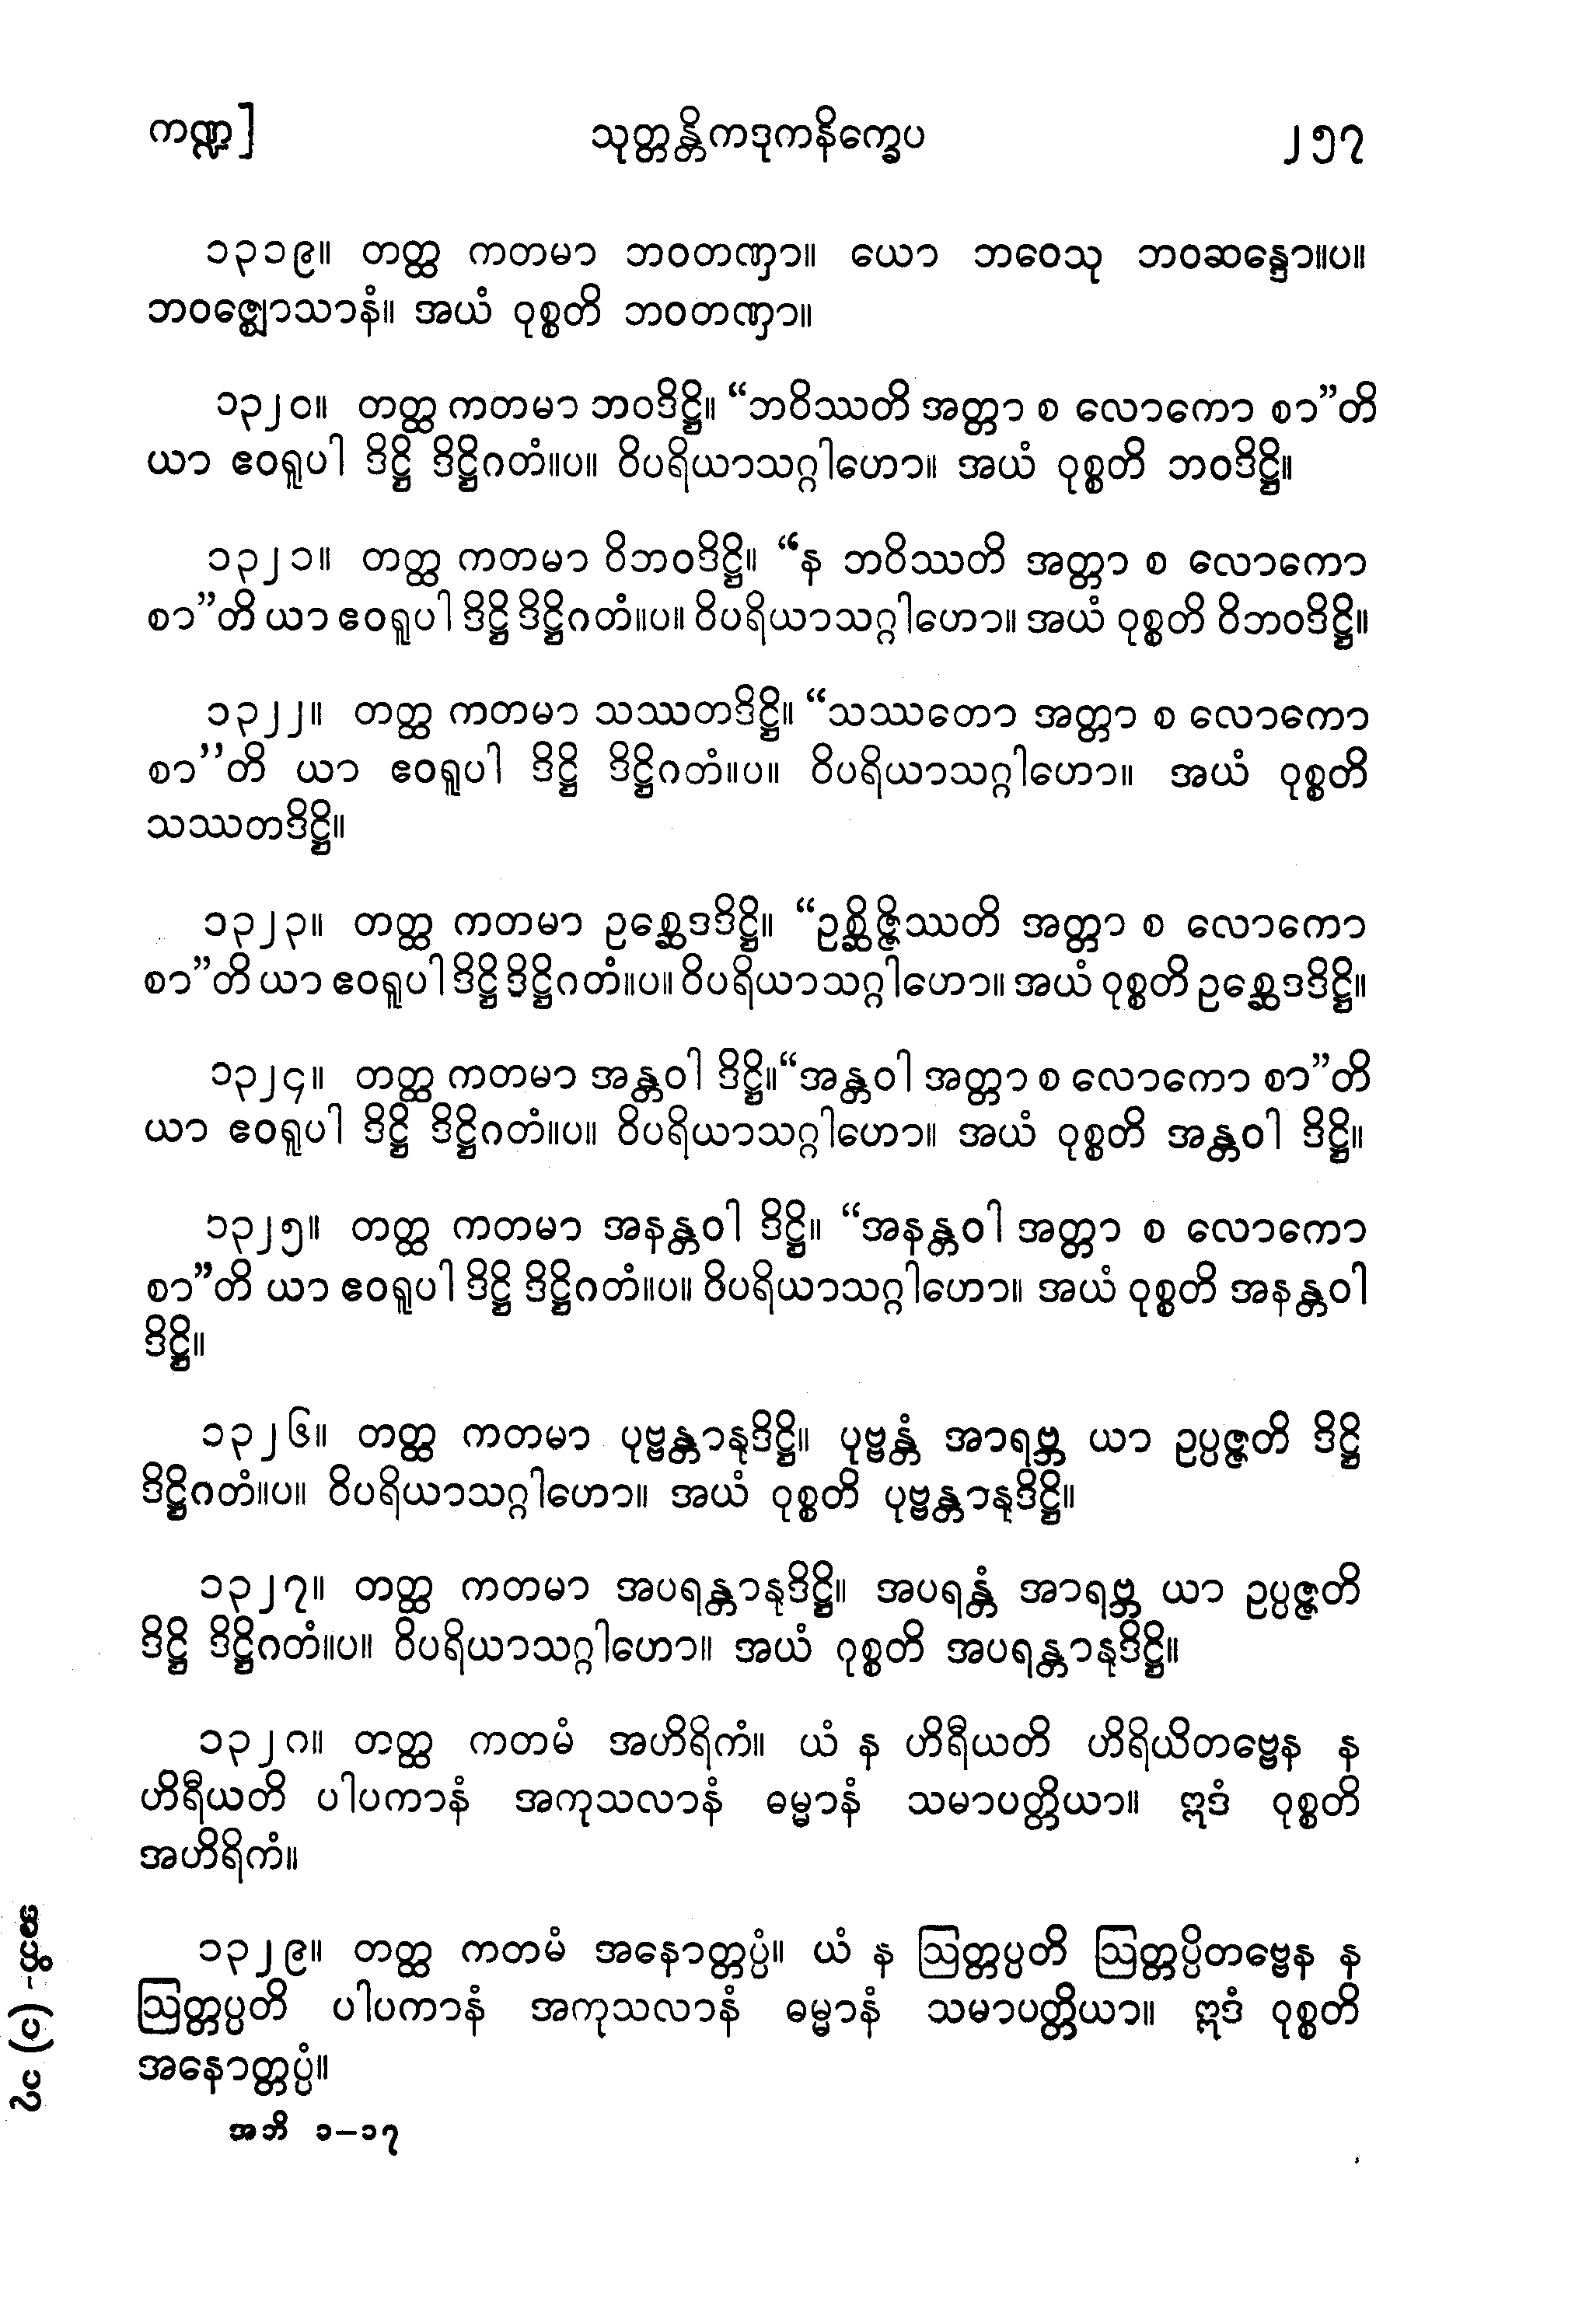 ကဏ္ဍ]
သုတ္တန္တိကဒုကနိက္ခေပ
၂၅၇
၁၃၁၉။ တတ္ထ ကတမာ ဘဝတဏှာ။ ယော ဘဝေသု ဘဝဆန္ဒော။ပ။
ဘဝဇ္ဈောသာနံ။ အယံ ဝုစ္စတိ ဘဝတဏှာ။
၁၃၂၀။ တတ္ထ ကတမာ ဘဝဒိဋ္ဌိ။ “ဘဝိဿတိ အတ္တာ စ လောကော စာ”တိ
ယာ ဧဝရူပါ ဒိဋ္ဌိ ဒိဋ္ဌိဂတံ။ပ။ ဝိပရိယာသဂ္ဂါဟော။ အယံ ဝုစ္စတိ ဘဝဒိဋ္ဌိ။
၁၃၂၁။ တတ္ထ ကတမာ ဝိဘဝဒိဋ္ဌိ။ “န ဘဝိဿတိ အတ္တာ စ လောကော
စာ”တိ ယာ ဧဝရူပါ ဒိဋ္ဌိ ဒိဋ္ဌိဂတံ။ပ။ ဝိပရိယာသဂ္ဂါဟော။ အယံ ဝုစ္စတိ ဝိဘဝဒိဋ္ဌိ။
၁၃၂၂။ တတ္ထ ကတမာ သဿတဒိဋ္ဌိ။ “သဿတော အတ္တာ စ လောကော
စာ’’တိ ယာ ဧဝရူပါ ဒိဋ္ဌိ ဒိဋ္ဌိဂတံ။ပ။ ဝိပရိယာသဂ္ဂါဟော။ အယံ ဝုစ္စတိ
သဿတဒိဋ္ဌိ။
၁၃၂၃။ တတ္ထ ကတမာ ဥစ္ဆေဒဒိဋ္ဌိ။ “ဥစ္ဆိဇ္ဇိဿတိ အတ္တာ စ လောကော
စာ”တိ ယာ ဧဝရူပါ ဒိဋ္ဌိ ဒိဋ္ဌိဂတံ။ပ။ ဝိပရိယာသဂ္ဂါဟော။ အယံ ဝုစ္စတိ ဥစ္ဆေဒဒိဋ္ဌိ။
၁၃၂၄။ တတ္ထ ကတမာ အန္တဝါ ဒိဋ္ဌိ။“အန္တဝါ အတ္တာ စ လောကော စာ”တိ
ယာ ဧဝရူပါ ဒိဋ္ဌိ ဒိဋ္ဌိဂတံ။ပ။ ဝိပရိယာသဂ္ဂါဟော။ အယံ ဝုစ္စတိ အန္တဝါ ဒိဋ္ဌိ။
၁၃၂၅။ တတ္ထ ကတမာ အနန္တဝါ ဒိဋ္ဌိ။ “အနန္တဝါ အတ္တာ စ လောကော
စာ”တိ ယာ ဧဝရူပါ ဒိဋ္ဌိ ဒိဋ္ဌိဂတံ။ပ။ ဝိပရိယာသဂ္ဂါဟော။ အယံ ဝုစ္စတိ အနန္တဝါ
ဒိဋ္ဌိ။
၁၃၂၆။ တတ္ထ ကတမာ ပုဗ္ဗန္တာနုဒိဋ္ဌိ။ ပုဗ္ဗန္တံ အာရဗ္ဘ ယာ ဥပ္ပဇ္ဇတိ ဒိဋ္ဌိ
ဒိဋ္ဌိဂတံ။ပ။ ဝိပရိယာသဂ္ဂါဟော။ အယံ ဝုစ္စတိ ပုဗ္ဗန္တာနုဒိဋ္ဌိ။
၁၃၂၇။ တတ္ထ ကတမာ အပရန္တာနုဒိဋ္ဌိ။ အပရန္တံ အာရဗ္ဘ ယာ ဥပ္ပဇ္ဇတိ
ဒိဋ္ဌိ ဒိဋ္ဌိဂတံ။ပ။ ဝိပရိယာသဂ္ဂါဟော။ အယံ ဝုစ္စတိ အပရန္တာနုဒိဋ္ဌိ။
၁၃၂၈။ တတ္ထ ကတမံ အဟိရိကံ။ ယံ န ဟိရီယတိ ဟိရိယိတဗ္ဗေန န
ဟိရီယတိ ပါပကာနံ အကုသလာနံ ဓမ္မာနံ သမာပတ္တိယာ။ ဣဒံ ဝုစ္စတိ
အဟိရိကံ။
၁၃၂၉။ တတ္ထ ကတမံ အနောတ္တပ္ပံ။ ယံ န ဩတ္တပ္ပတိ ဩတ္တပ္ပိတဗ္ဗေန န
ဩတ္တပ္ပတိ ပါပကာနံ အကုသလာနံ ဓမ္မာနံ သမာပတ္တိယာ။ ဣဒံ ဝုစ္စတိ
အနောတ္တပ္ပံ။
အဘိ ၁–၁၇